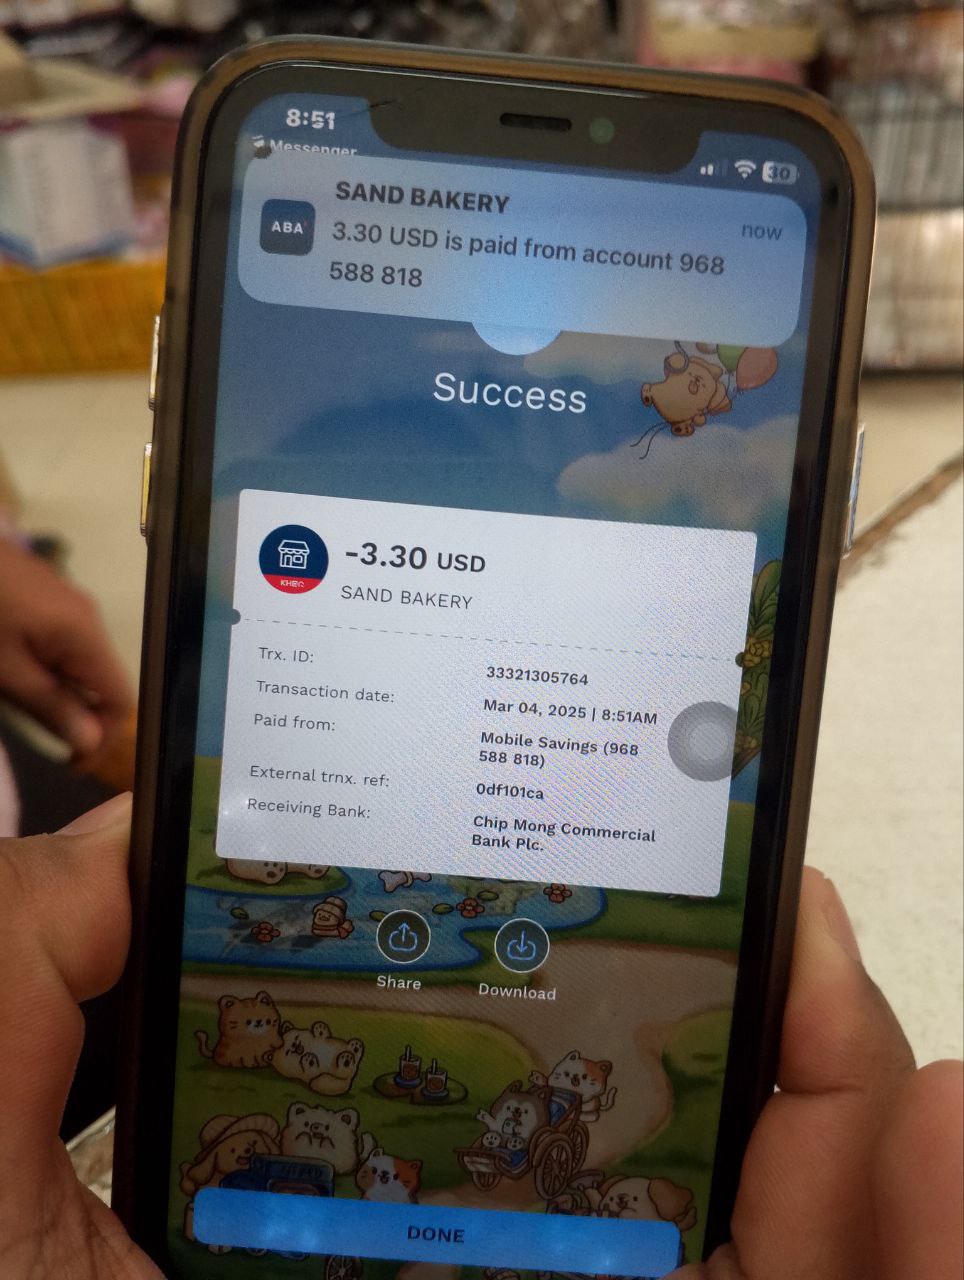 8:51
Messenger
30
SAND BAKERY
now
ABA
3.30 USD is paid from account 968
588 818
Success
-3.30 USD
KHQR
SAND BAKERY
Trx. ID:
33321305764
Transaction date:
Mar 04, 2025 | 8:51AM
Paid from:
Mobile Savings (968
588 818)
External trnx. ref:
0df101ca
Receiving Bank:
Chip Mong Commercial
Bank Plc.
Share
Download
DONE